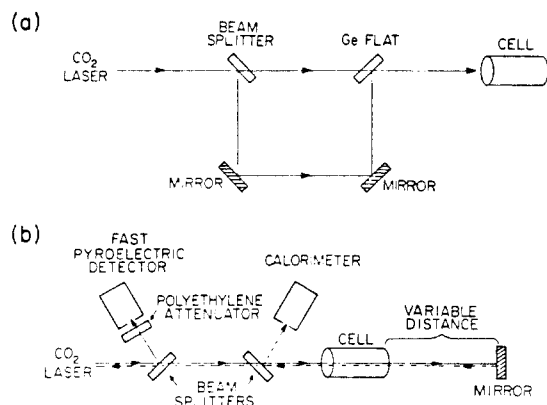 (a)
BEAM
SPLITTER
Ge FLAT
CELL
CO2
LASER
MIRROR
MIRROR
(b)
FAST
PYROELECTRIC
DETECTOR
CALORIMETER
POLYETHYLENE
ATTENUATOR
VARIABLE
DISTANCE
CELL
CO2
LASER
BEAM
SPLITTERS
MIRROR